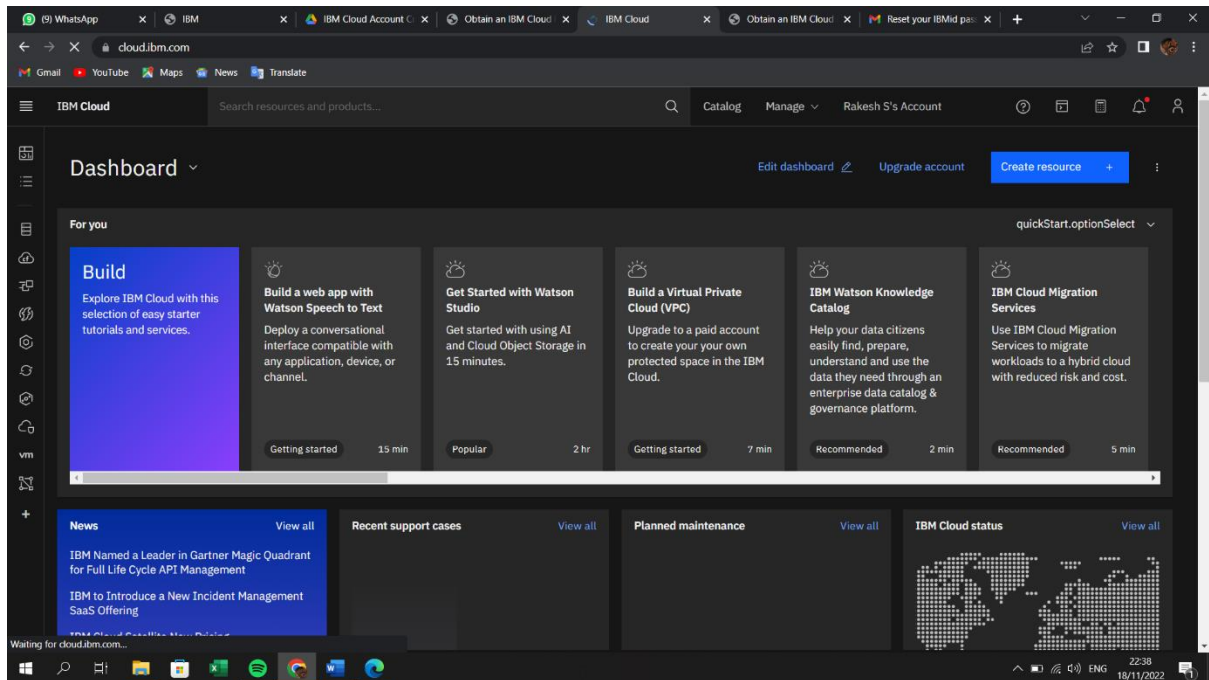 (9) WhatsApp
IBM
IBM Cloud Account C
Obtain an IBM Cloud
IBM Cloud
Obtain an IBM Cloud
Reset your IBMid pas
cloud.ibm.com
Gmail
YouTube
Maps
News
Translate
IBM Cloud
Search resources and products...
Catalog
Manage
Rakesh S's Account
Dashboard
Edit dashboard
Upgrade account
Create resource +
For you
quickStart.optionSelect
Build
Explore IBM Cloud with this
selection of easy starter
tutorials and services.
Build a web app with
Watson Speech to Text
Deploy a conversational
interface compatible with
any application, device, or
channel.
Getting started 15 min
Get Started with Watson
Studio
Get started with using AI
and Cloud Object Storage in
15 minutes.
Popular 2 hr
Build a Virtual Private
Cloud (VPC)
Upgrade to a paid account
to create your your own
protected space in the IBM
Cloud.
Getting started 7 min
IBM Watson Knowledge
Catalog
Help your data citizens
easily find, prepare,
understand and use the
data they need through an
enterprise data catalog &
governance platform.
Recommended 2 min
IBM Cloud Migration
Services
Use IBM Cloud Migration
Services to migrate
workloads to a hybrid cloud
with reduced risk and cost.
Recommended 5 min
vm
News View all
IBM Named a Leader in Gartner Magic Quadrant
for Full Life Cycle API Management
IBM to Introduce a New Incident Management
SaaS Offering
IBM Cloud Satellite New Pricing
Recent support cases View all
Planned maintenance View all
IBM Cloud status View all
Waiting for cloud.ibm.com...
ENG
22:38
18/11/2022